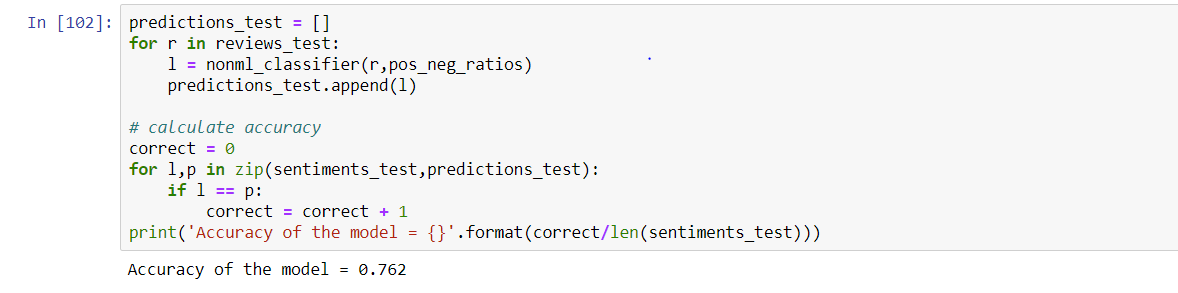 In [102]: predictions_test = []
for r in reviews_test:
    l = nonml_classifier(r,pos_neg_ratios)
    predictions_test.append(l)

# calculate accuracy
correct = 0
for l,p in zip(sentiments_test,predictions_test):
    if l == p:
        correct = correct + 1
print('Accuracy of the model = {}'.format(correct/len(sentiments_test)))
Accuracy of the model = 0.762